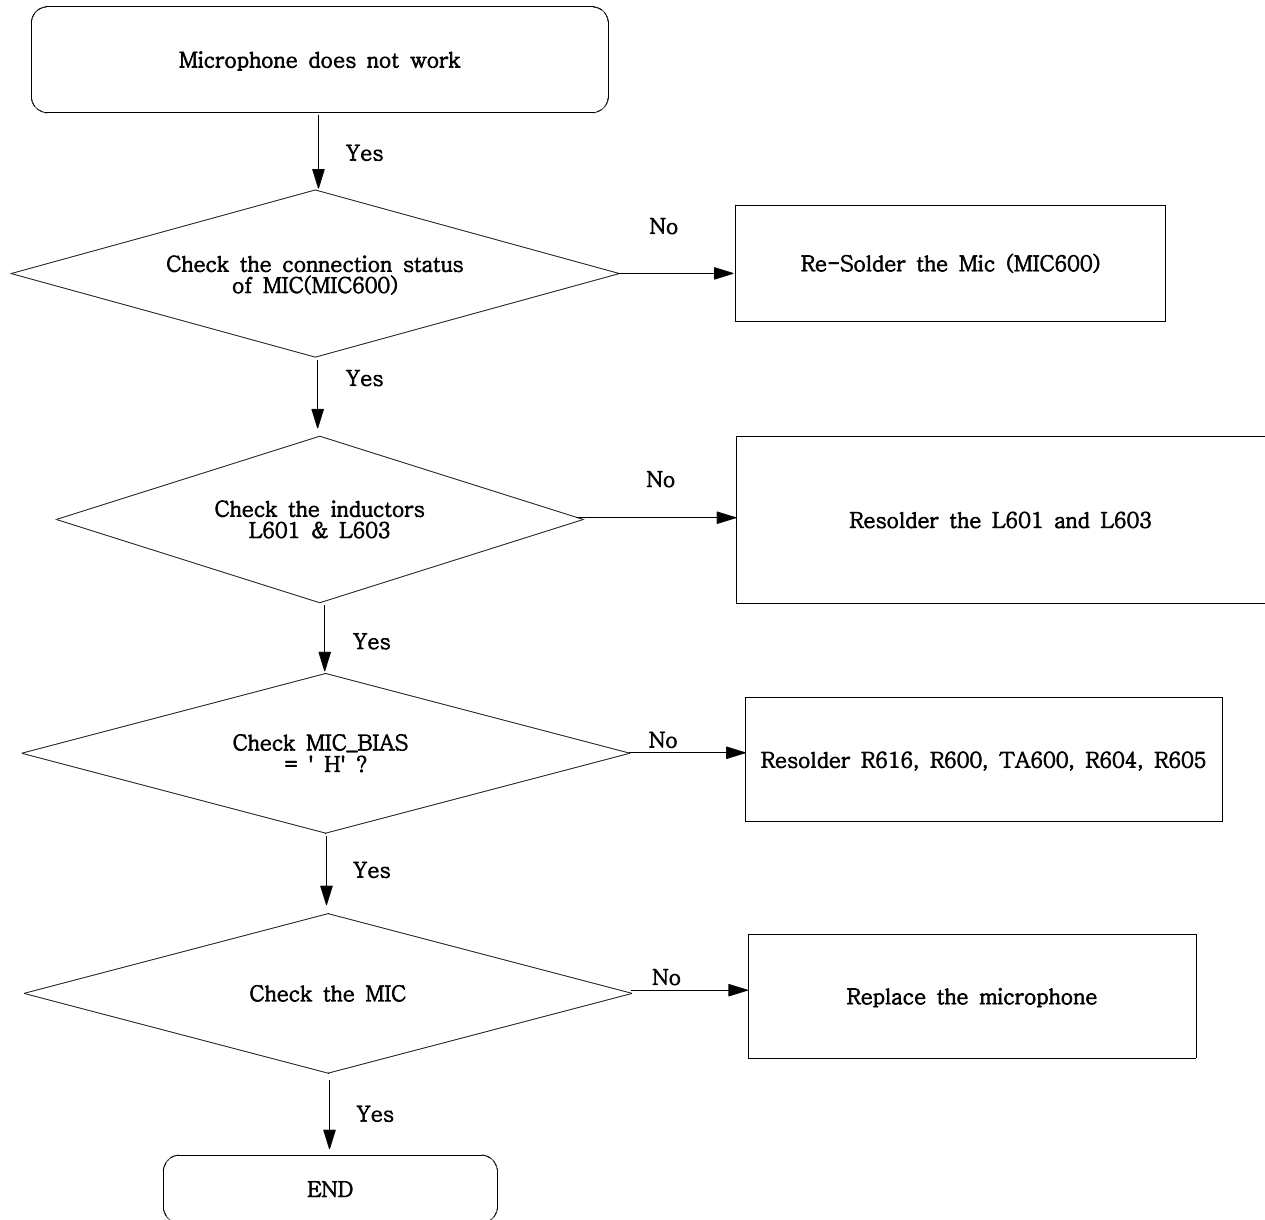 Microphone does not work
Yes
Check the connection status
of MIC(MIC600)
No
Re-Solder the Mic (MIC600)
Yes
Check the inductors
L601 & L603
No
Resolder the L601 and L603
Yes
Check MIC_BIAS
= ' H' ?
No
Resolder R616, R600, TA600, R604, R605
Yes
Check the MIC
No
Replace the microphone
Yes
END